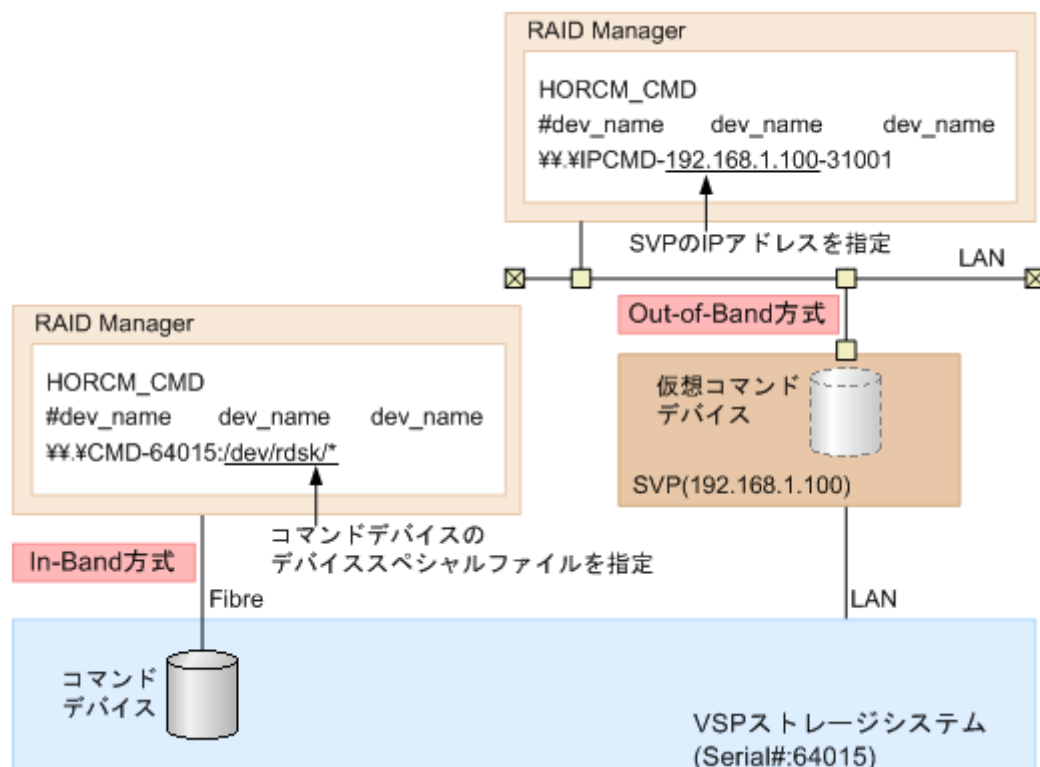 RAID Manager
HORCM_CMD
#dev_name dev_name dev_name
¥¥.¥IPCMD-192.168.1.100-31001
SVPのIPアドレスを指定
LAN
Out-of-Band方式
仮想コマンド
デバイス
SVP(192.168.1.100)
LAN
RAID Manager
HORCM_CMD
#dev_name dev_name dev_name
¥¥.¥CMD-64015:/dev/rdsk/*
コマンドデバイスの
デバイススペシャルファイルを指定
In-Band方式
Fibre
コマンド
デバイス
VSPストレージシステム
(Serial#:64015)